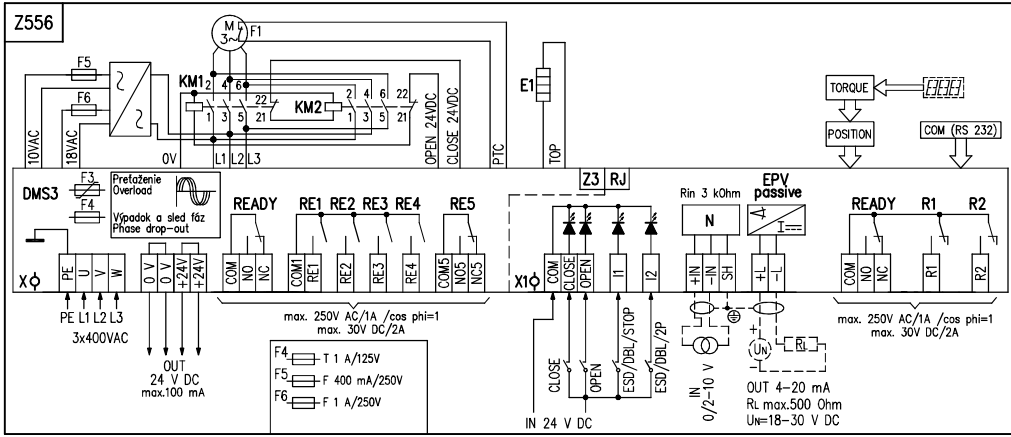 Z556
M
3~
F1
F5
F6
KM1
2 4 6
1 3 5
22
21
KM2
2 4 6
1 3 5
22
21
E1
TORQUE
POSITION
COM (RS 232)
10VAC
18VAC
0V
L1
L2
L3
OPEN 24VDC
CLOSE 24VDC
PTC
TOP
DMS3
F3
F4
Preťaženie
Overload
Výpadok a sled fáz
Phase drop-out
READY
RE1
RE2
RE3
RE4
RE5
Z3
RJ
Rin 3 kOhm
N
EPV
passive
I
READY
R1
R2
X
PE
U
V
W
0 V
0 V
+24V
+24V
COM
NO
NC
COM1
RE1
RE2
RE3
RE4
COM5
NO5
NC5
X1
COM
CLOSE
OPEN
I1
I2
+IN
-IN
SH
+L
-L
COM
NO
NC
R1
R2
PE L1 L2 L3
3x400VAC
OUT
24 V DC
max.100 mA
max. 250V AC/1A /cos phi=1
max. 30V DC/2A
F4 T 1 A/125V
F5 F 400 mA/250V
F6 F 1 A/250V
CLOSE
OPEN
ESD/DBL/STOP
ESD/DBL/2P
IN 24 V DC
IN
0/2-10 V
+
UN
-
RL
OUT 4-20 mA
RL max.500 Ohm
UN=18-30 V DC
max. 250V AC/1A /cos phi=1
max. 30V DC/2A